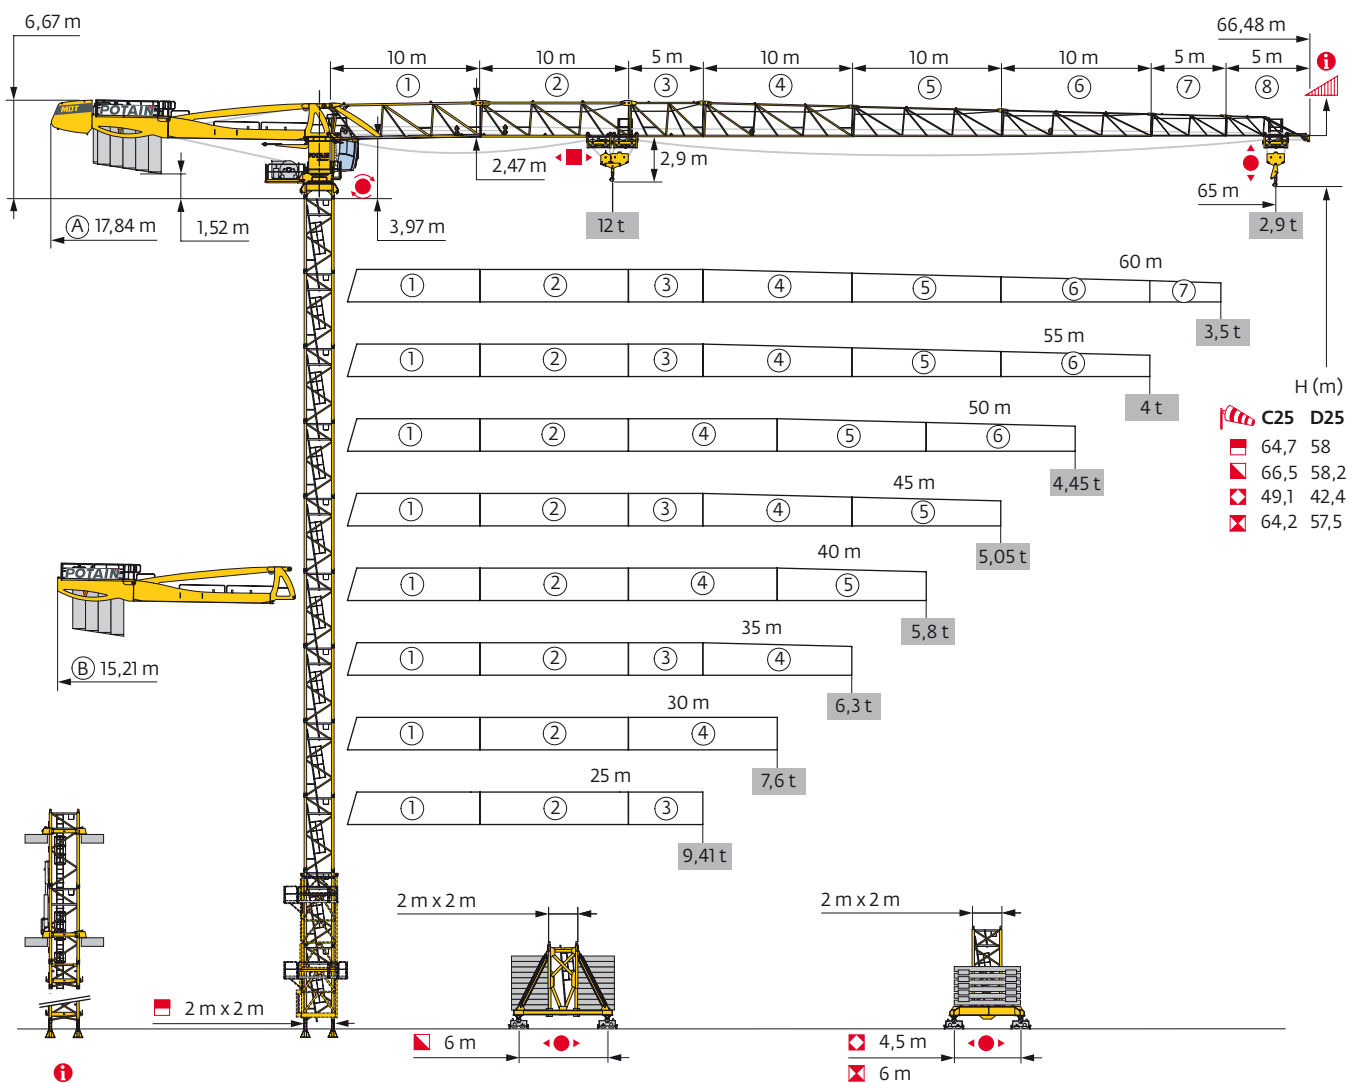 6,67 m
66,48 m
10 m
10 m
5 m
10 m
10 m
10 m
5 m
5 m
1
2
3
4
5
6
7
8
MDT
POTAIN
POTAIN
2,47 m
2,9 m
65 m
A 17,84 m
1,52 m
3,97 m
12 t
2,9 t
60 m
1
2
3
4
5
6
7
3,5 t
55 m
1
2
3
4
5
6
4 t
H (m)
C25 D25
64,7 58
66,5 58,2
49,1 42,4
64,2 57,5
50 m
1
2
4
5
6
4,45 t
45 m
1
2
3
4
5
5,05 t
POTAIN
B 15,21 m
40 m
1
2
4
5
5,8 t
35 m
1
2
3
4
6,3 t
30 m
1
2
4
7,6 t
25 m
1
2
3
9,41 t
2 m x 2 m
2 m x 2 m
2 m x 2 m
6 m
4,5 m
6 m
i
i